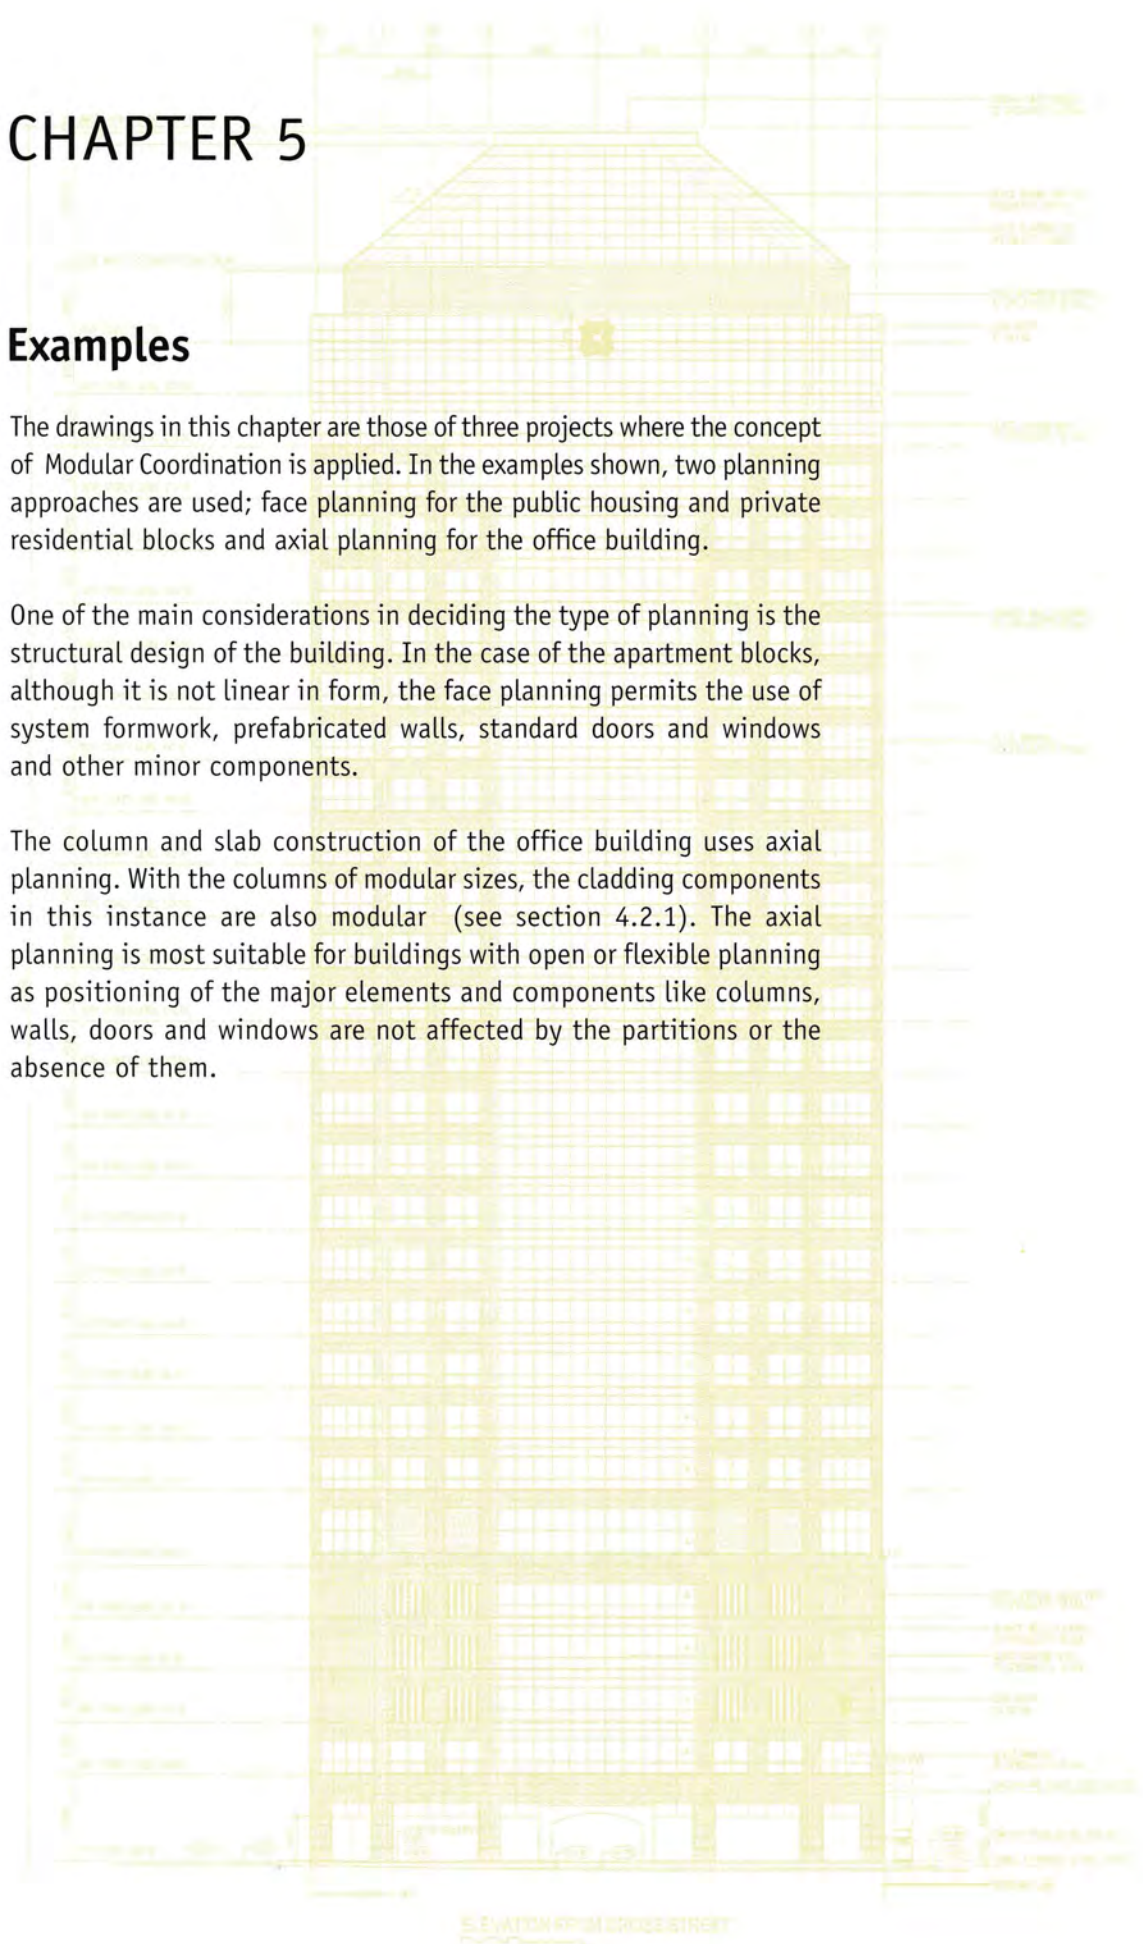 CHAPTER 5
Examples
The drawings in this chapter are those of three projects where the concept
of Modular Coordination is applied. In the examples shown, two planning
approaches are used; face planning for the public housing and private
residential blocks and axial planning for the office building.
One of the main considerations in deciding the type of planning is the
structural design of the building. In the case of the apartment blocks,
although it is not linear in form, the face planning permits the use of
system formwork, prefabricated walls, standard doors and windows
and other minor components.
The column and slab construction of the office building uses axial
planning. With the columns of modular sizes, the cladding components
in this instance are also modular (see section 4.2.1). The axial
planning is most suitable for buildings with open or flexible planning
as positioning of the major elements and components like columns,
walls, doors and windows are not affected by the partitions or the
absence of them.